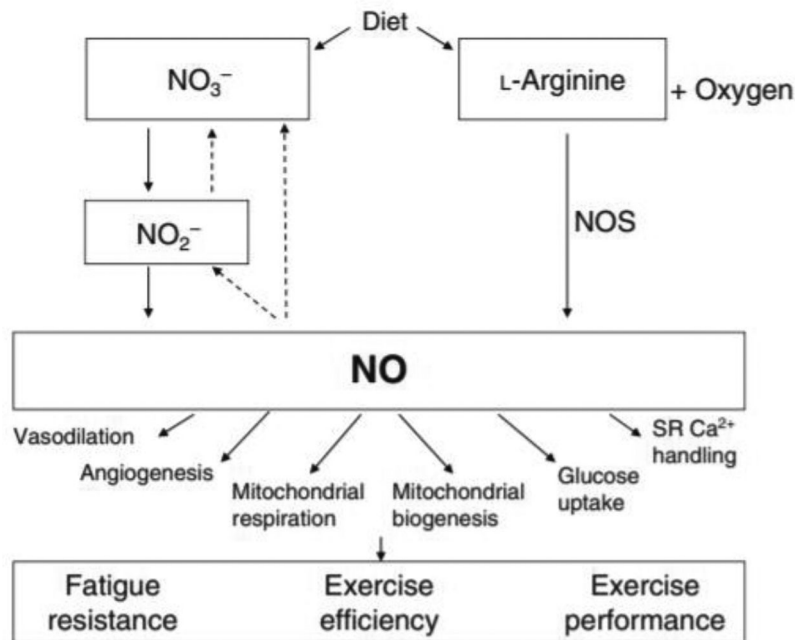 Diet
NO₃⁻
L-Arginine
+ Oxygen
NO₂⁻
NOS
NO
Vasodilation
Angiogenesis
Mitochondrial
respiration
Mitochondrial
biogenesis
Glucose
uptake
SR Ca²⁺
handling
Fatigue
resistance
Exercise
efficiency
Exercise
performance